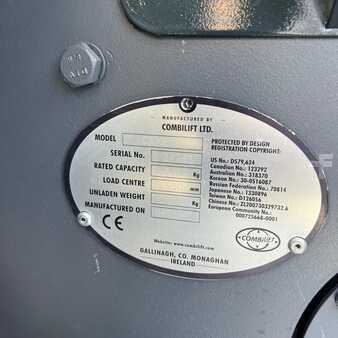 MANUFACTURED BY
COMBILIFT LTD.
MODEL
SERIAL No.
RATED CAPACITY Kg
LOAD CENTRE mm
UNLADEN WEIGHT Kg
MANUFACTURED ON
PROTECTED BY DESIGN
REGISTRATION COPYRIGHT:
US No.: D579,624
Canadian No.: 123292
Australian No.: 318370
Korean No.: 30-0516087
Russian Federation No.: 70814
Japanese No.: 1330896
Taiwan No.: D126056
Chinese No.: ZL200730329732.6
European Community No.:
000725668-0001
CE
Website: www.combilift.com
COMBILIFT
GALLINAGH, CO. MONAGHAN
IRELAND